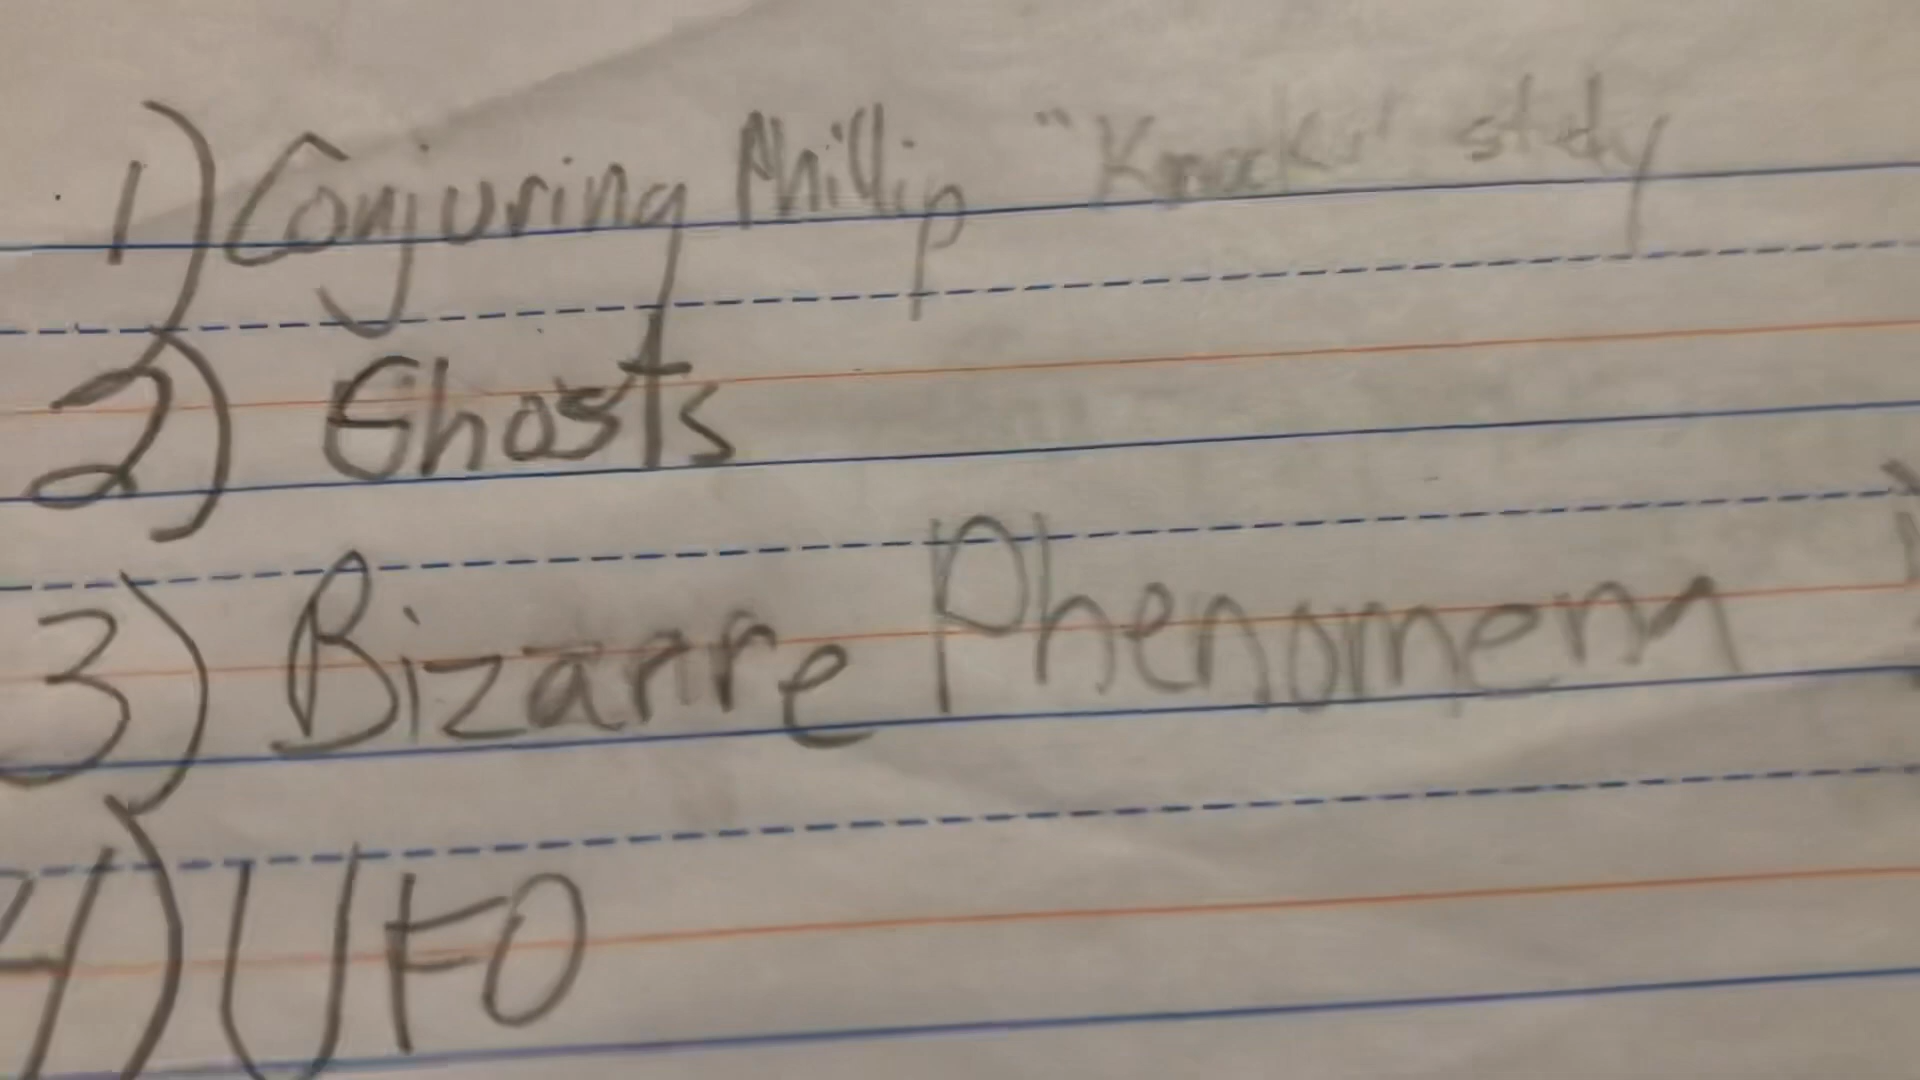 1) Conjuring Phillip "Knocks" study
2) Ghosts
3) Bizarre Phenomena
4) UFO